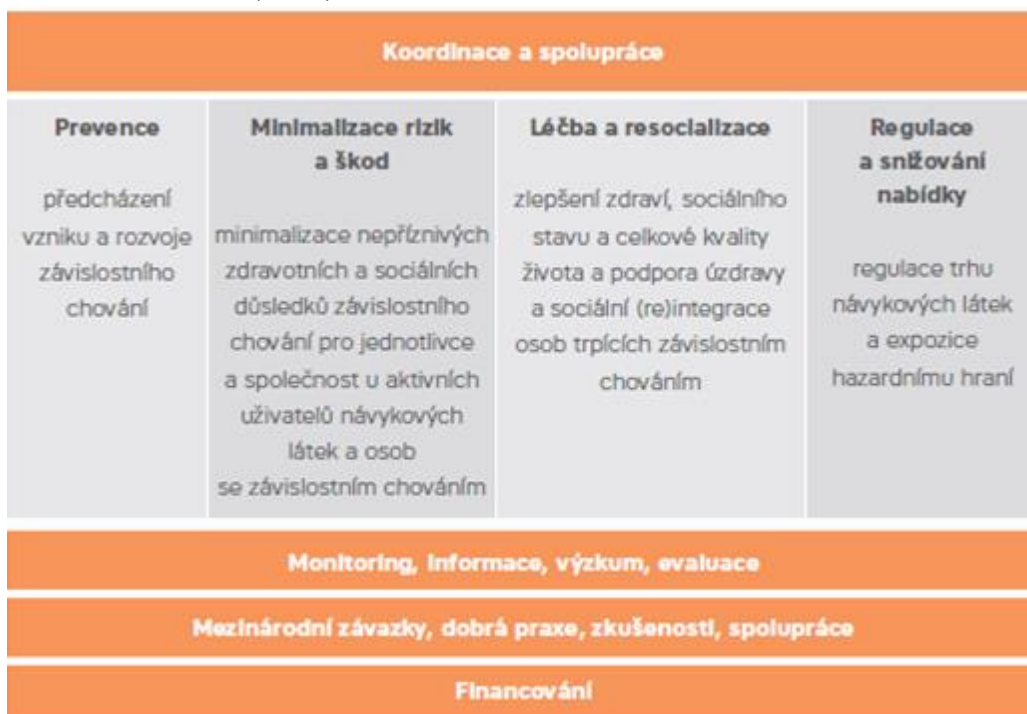 Koordinace a spolupráce
Prevence
předcházení
vzniku a rozvoje
závislostního
chování
Minimalizace rizik
a škod
minimalizace nepříznivých
zdravotních a sociálních
důsledků závislostního
chování pro jednotlivce
a společnost u aktivních
uživatelů návykových
látek a osob
se závislostním chováním
Léčba a resocializace
zlepšení zdraví, sociálního
stavu a celkové kvality
života a podpora úzdravy
a sociální (re)integrace
osob trpících závislostním
chováním
Regulace
a snižování
nabídky
regulace trhu
návykových látek
a expozice
hazardnímu hraní
Monitoring, informace, výzkum, evaluace
Mezinárodní závazky, dobrá praxe, zkušenosti, spolupráce
Financování